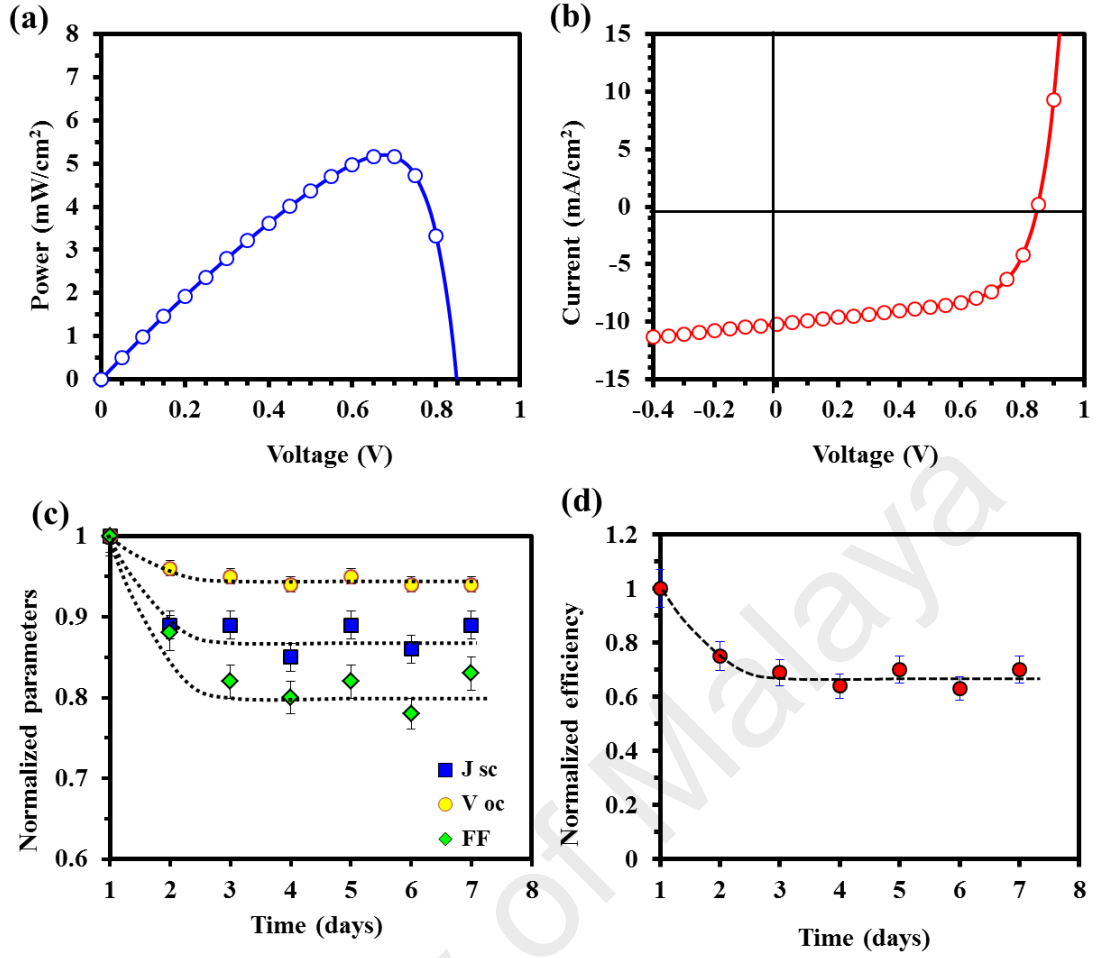 (a)
8
7
6
5
4
3
2
1
0
Power (mW/cm²)
0 0.2 0.4 0.6 0.8 1
Voltage (V)
(b)
15
10
5
0
-5
-10
-15
Current (mA/cm²)
-0.4 -0.2 0 0.2 0.4 0.6 0.8 1
Voltage (V)
(c)
1
0.9
0.8
0.7
0.6
Normalized parameters
J sc
V oc
FF
1 2 3 4 5 6 7 8
Time (days)
(d)
1.2
1
0.8
0.6
0.4
0.2
0
Normalized efficiency
1 2 3 4 5 6 7 8
Time (days)
of Malaya